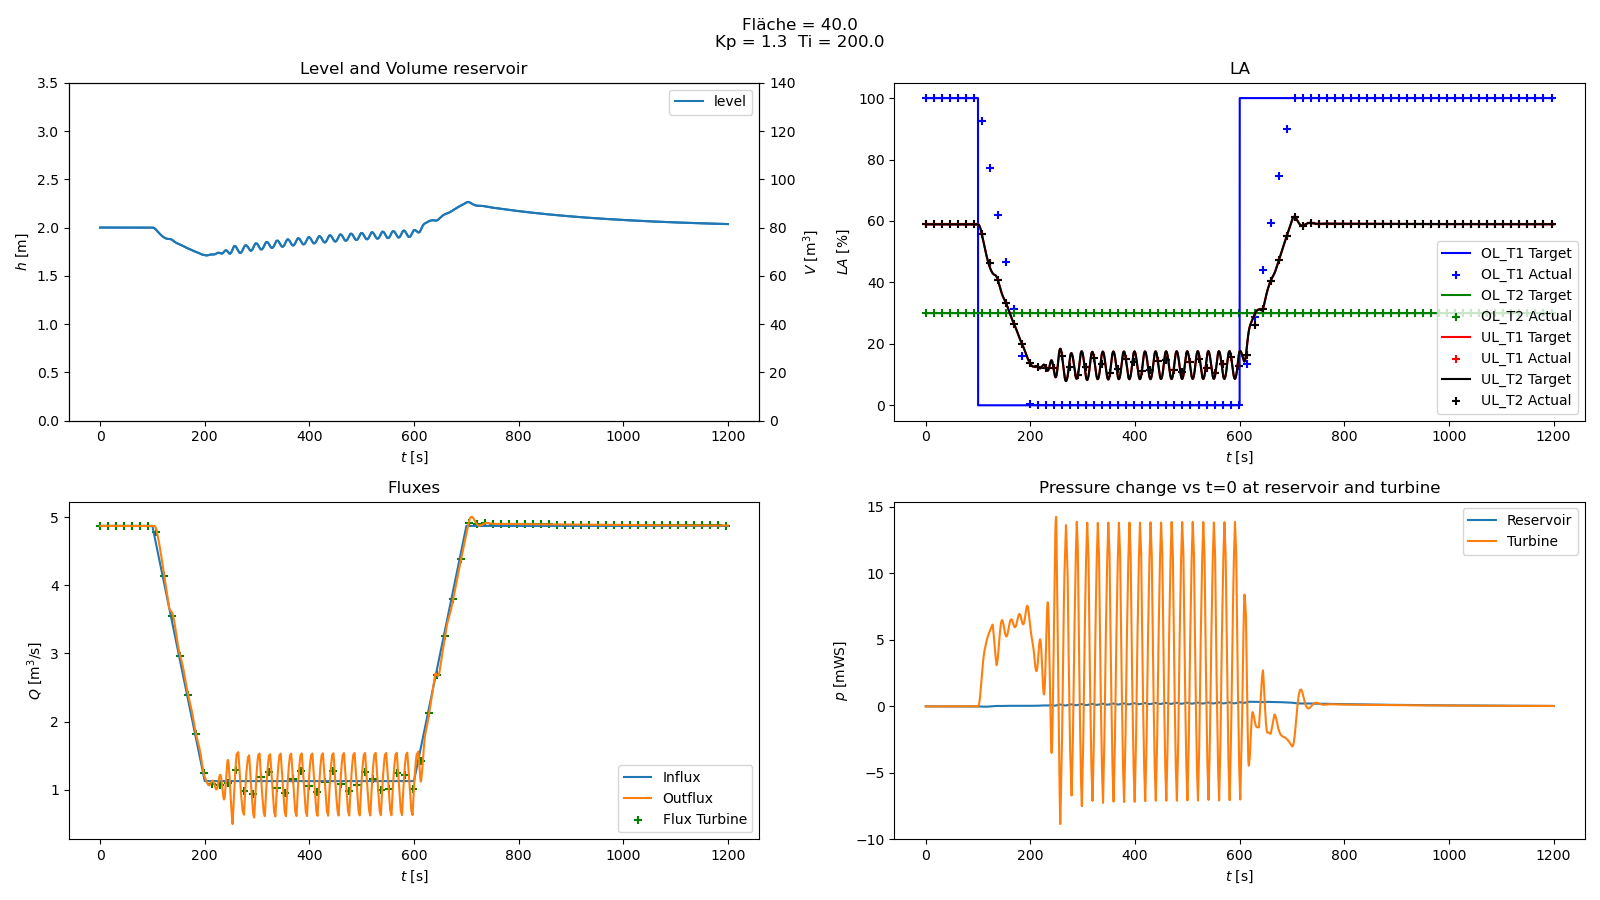 Fläche = 40.0
Kp = 1.3  Ti = 200.0
Level and Volume reservoir
3.5
3.0
2.5
2.0
1.5
1.0
0.5
0.0
h [m]
140
120
100
80
60
40
20
0
V [m³]
level
0 200 400 600 800 1000 1200
t [s]
LA
100
80
60
40
20
0
LA [%]
OL_T1 Target
OL_T1 Actual
OL_T2 Target
OL_T2 Actual
UL_T1 Target
UL_T1 Actual
UL_T2 Target
UL_T2 Actual
0 200 400 600 800 1000 1200
t [s]
Fluxes
5
4
3
2
1
Q [m³/s]
Influx
Outflux
Flux Turbine
0 200 400 600 800 1000 1200
t [s]
Pressure change vs t=0 at reservoir and turbine
15
10
5
0
−5
−10
p [mWS]
Reservoir
Turbine
0 200 400 600 800 1000 1200
t [s]